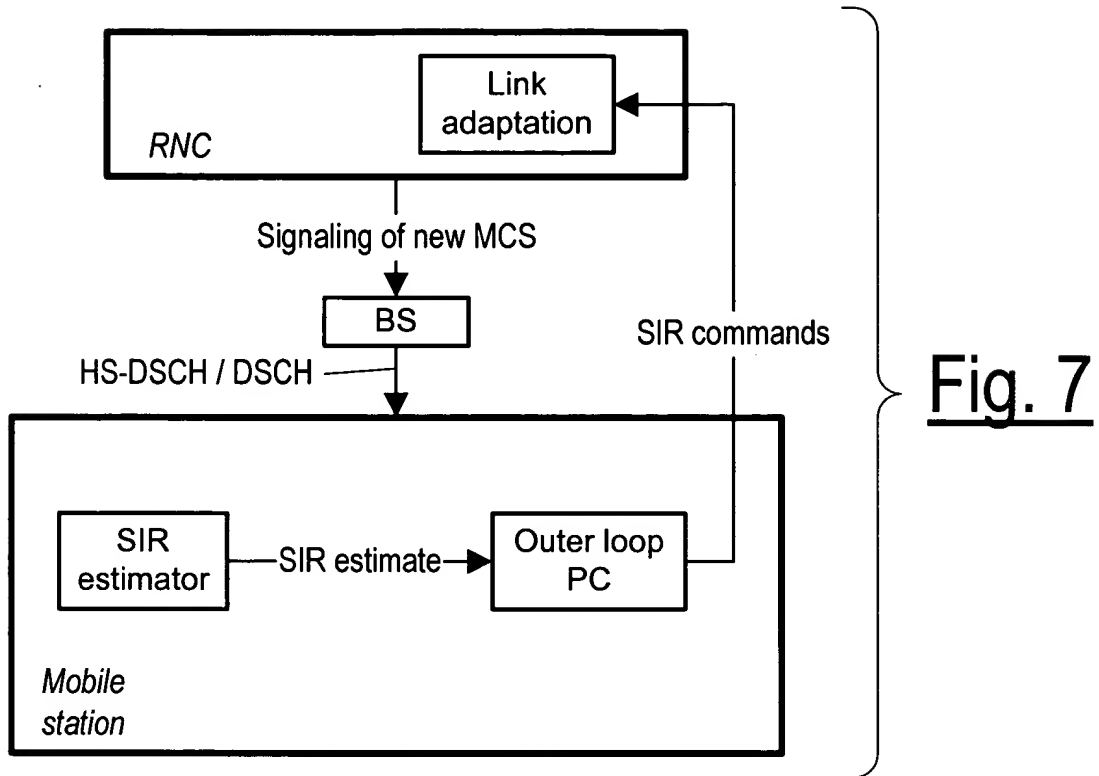 Link
adaptation
RNC
Signaling of new MCS
BS
SIR commands
HS-DSCH / DSCH
Fig. 7
SIR
estimator
SIR estimate
Outer loop
PC
Mobile
station